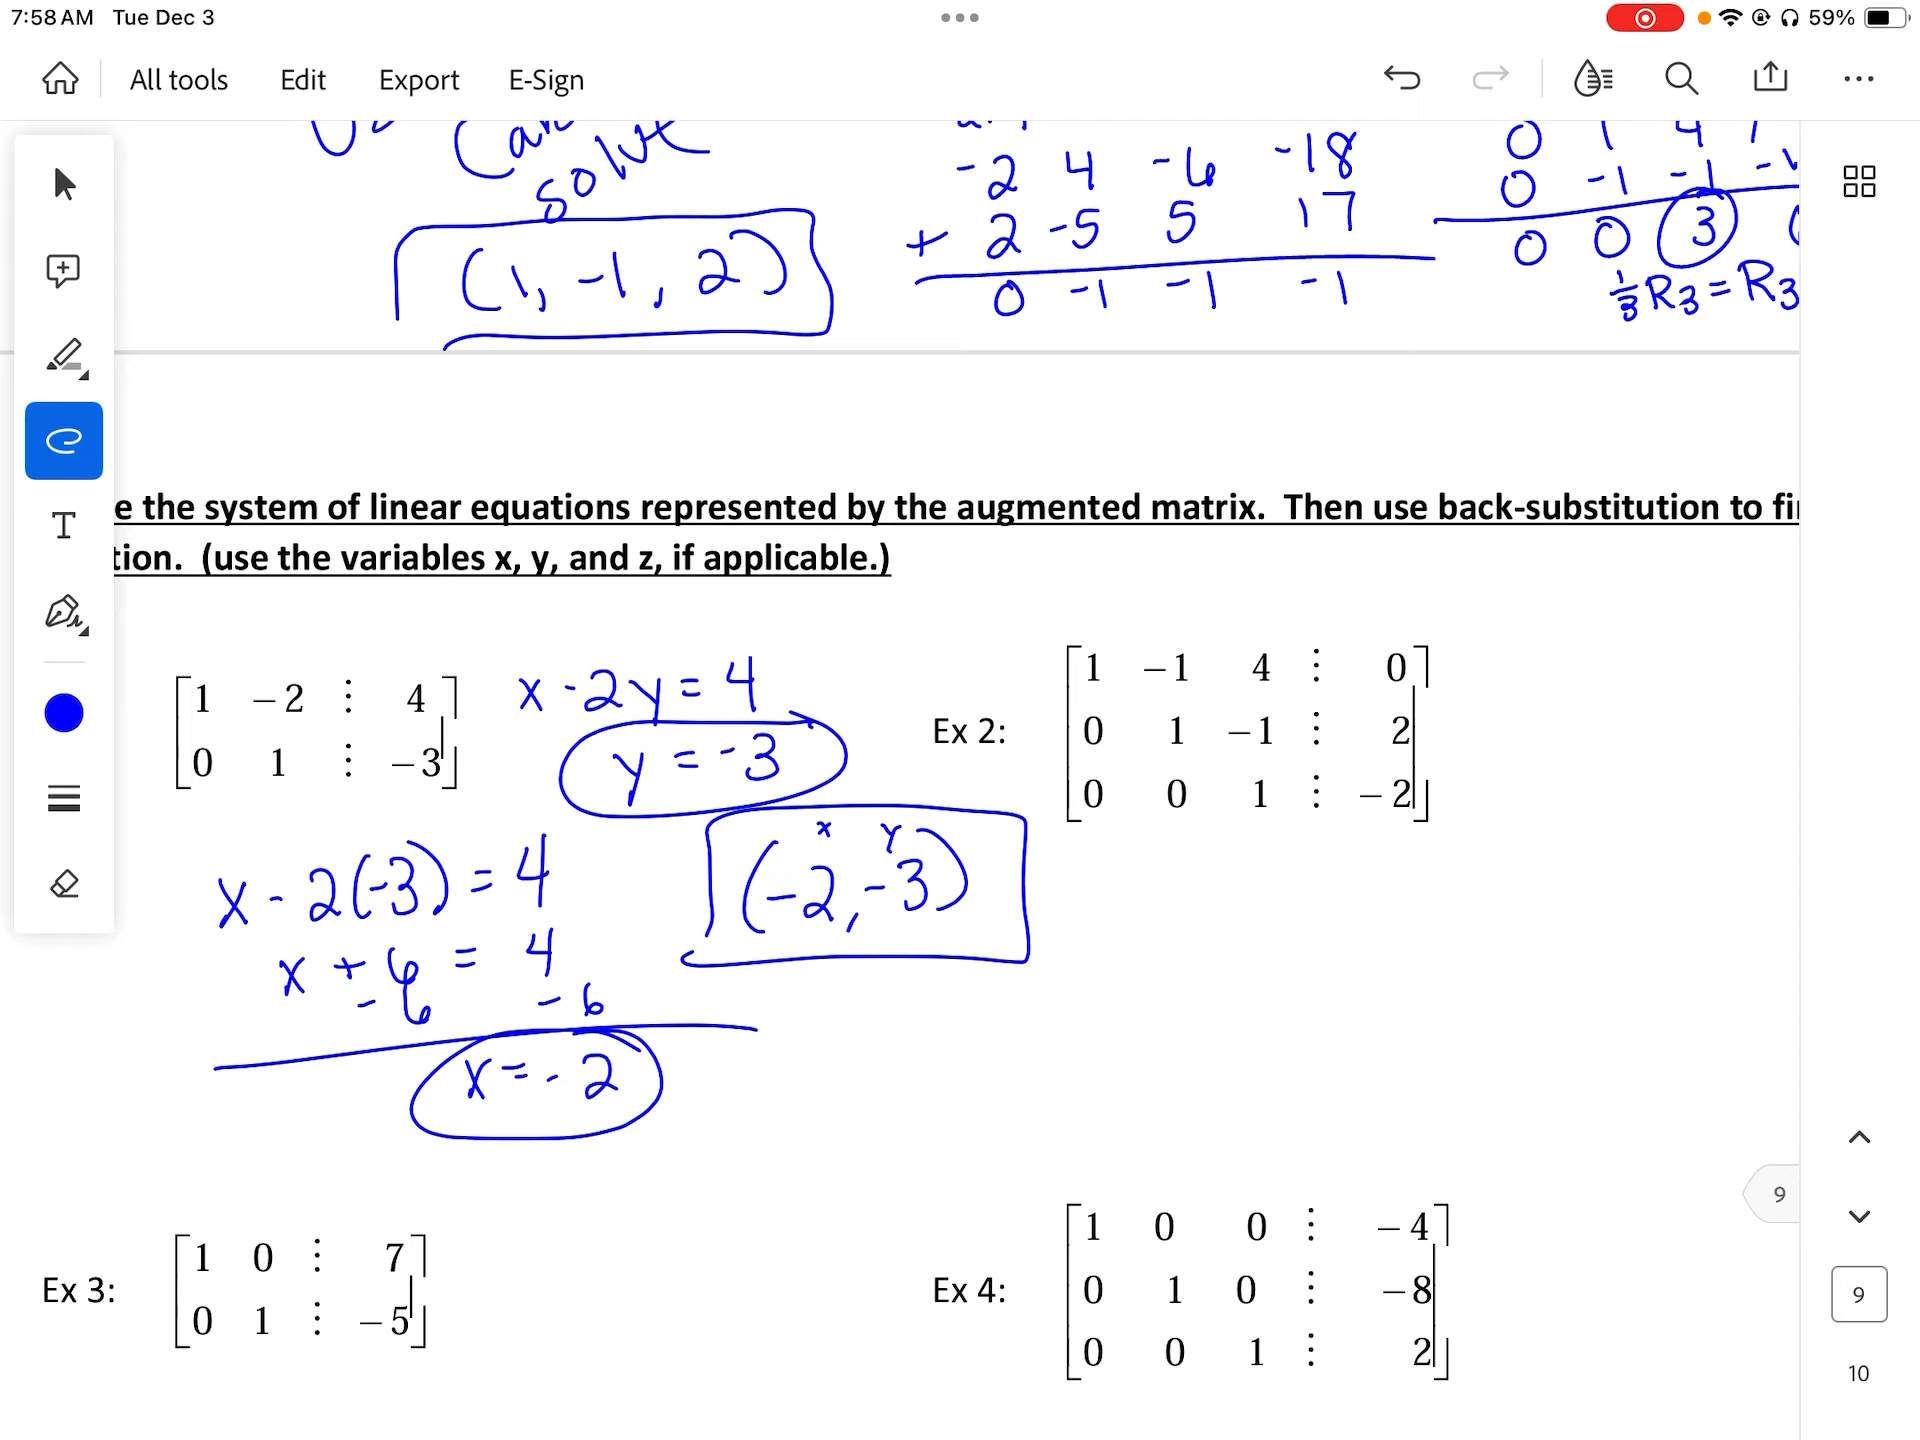 7:58 AM Tue Dec 3
59%
All tools Edit Export E-Sign
solve
(1, -1, 2)
-2 4 -6 -18
+ 2 -5 5 17
0 -1 -1 -1
0 1 4
0 -1 -1
0 0 3
1/3 R3 = R3
e the system of linear equations represented by the augmented matrix. Then use back-substitution to fi
tion. (use the variables x, y, and z, if applicable.)
1 −2 ⋮ 4
0 1 ⋮ −3
x - 2y = 4
y = -3
x - 2(-3) = 4
x + 6 = 4
- 6 - 6
x = -2
x y
(-2, -3)
Ex 2:
1 −1 4 ⋮ 0
0 1 −1 ⋮ 2
0 0 1 ⋮ −2
Ex 3:
1 0 ⋮ 7
0 1 ⋮ −5
Ex 4:
1 0 0 ⋮ −4
0 1 0 ⋮ −8
0 0 1 ⋮ 2
9
9
10